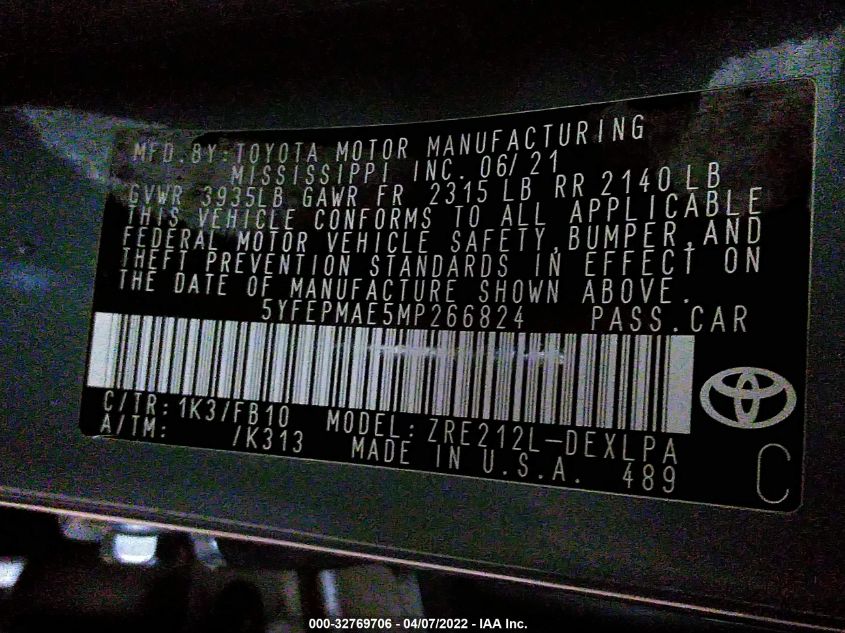 MFD.BY:TOYOTA MOTOR MANUFACTURING
MISSISSIPPI INC. 06/21
GVWR 3935LB GAWR FR 2315 LB RR 2140 LB
THIS VEHICLE CONFORMS TO ALL APPLICABLE
FEDERAL MOTOR VEHICLE SAFETY,BUMPER,AND
THEFT PREVENTION STANDARDS IN EFFECT ON
THE DATE OF MANUFACTURE SHOWN ABOVE.
5YFEPMAE5MP266824 PASS.CAR
C/TR: 1K3/FB10 MODEL: ZRE212L-DEXLPA
A/TM: /K313 MADE IN U.S.A. 489
C
000-32769706 - 04/07/2022 - IAA Inc.